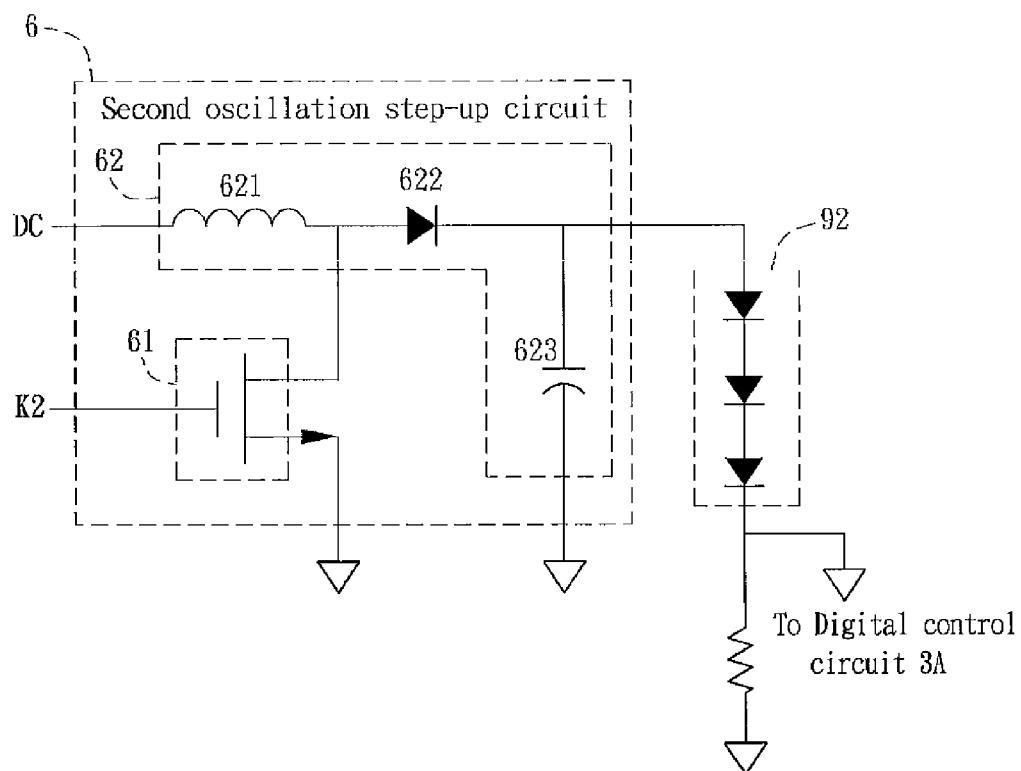 6
Second oscillation step-up circuit
62
621
622
DC
92
61
623
K2
To Digital control
circuit 3A